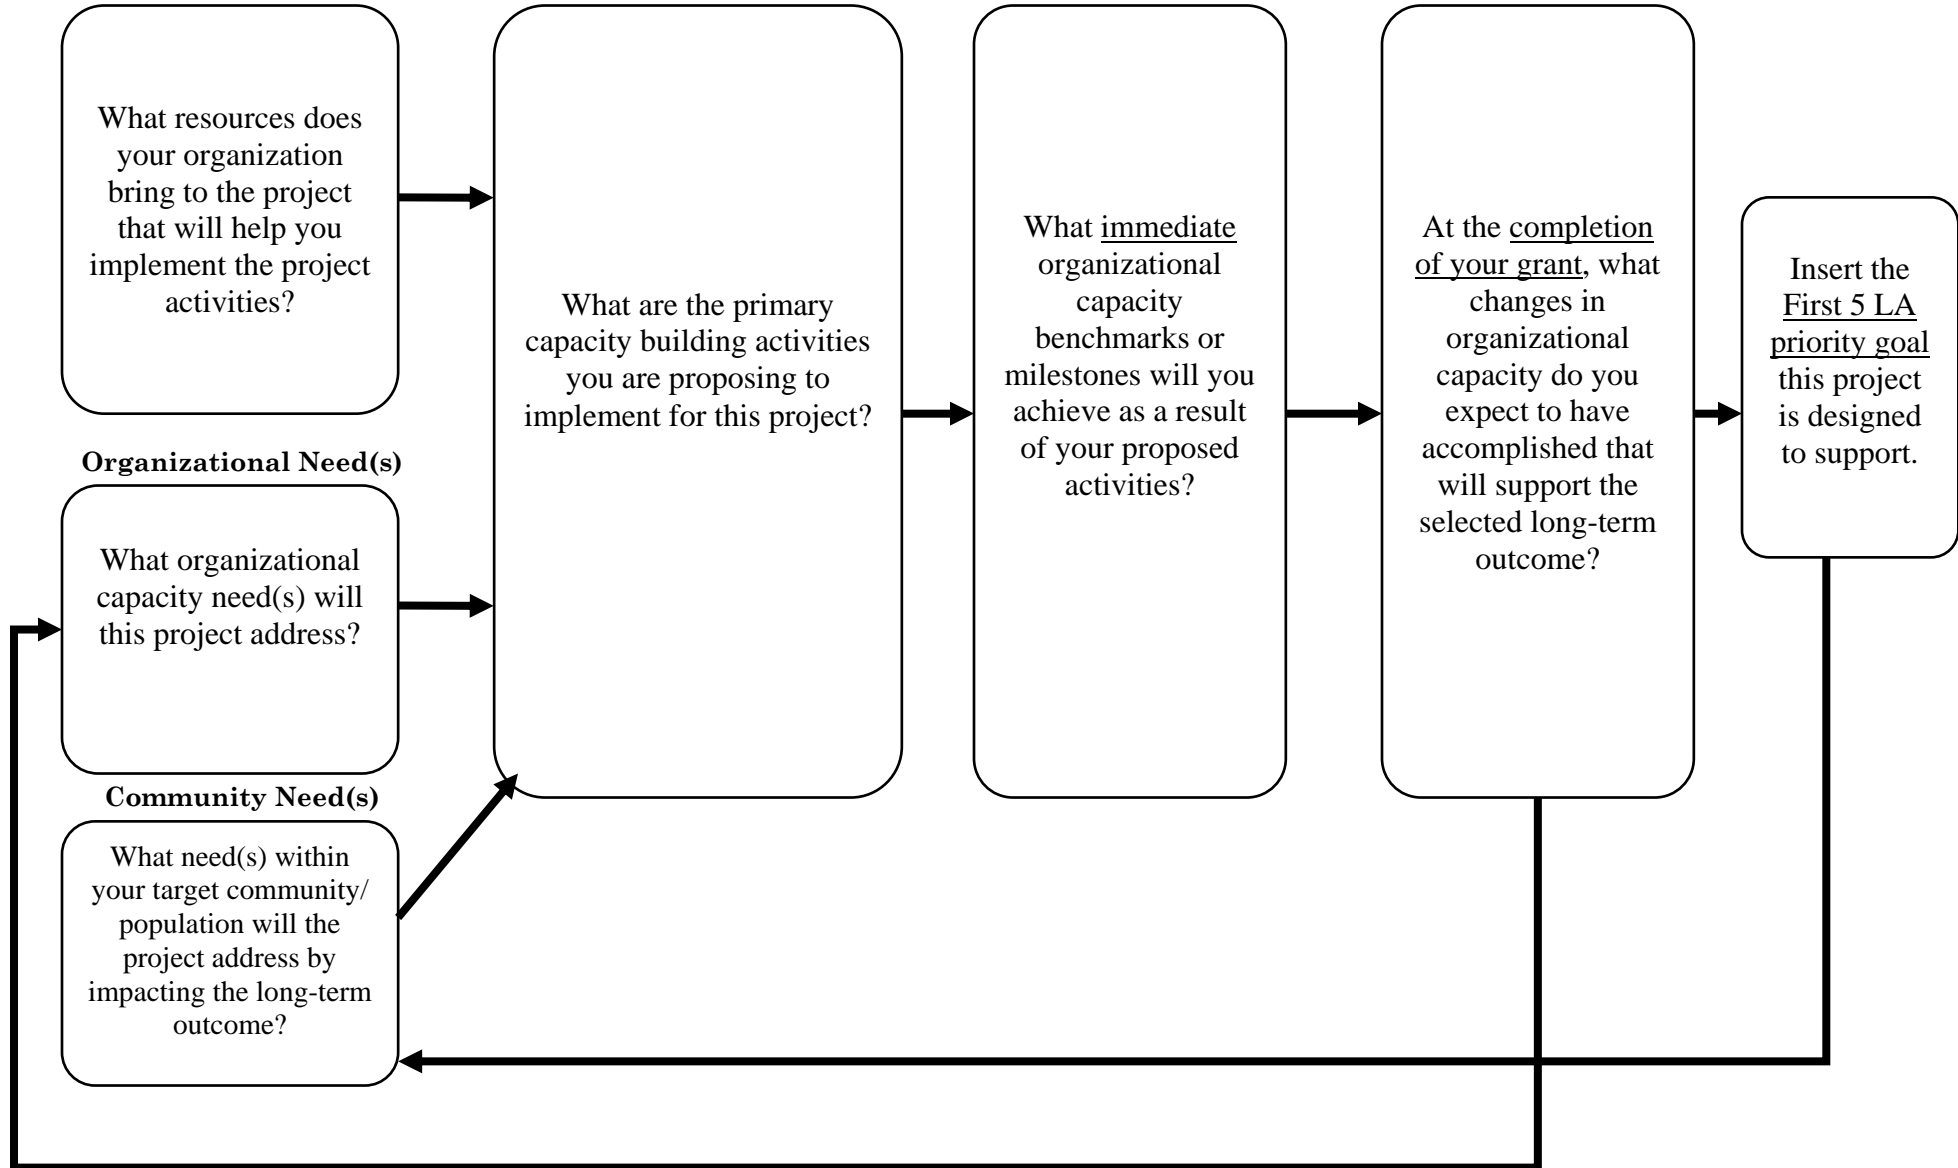 What resources does
your organization
bring to the project
that will help you
implement the project
activities?
Organizational Need(s)
What organizational
capacity need(s) will
this project address?
Community Need(s)
What need(s) within
your target community/
population will the
project address by
impacting the long-term
outcome?
What are the primary
capacity building activities
you are proposing to
implement for this project?
What immediate
organizational
capacity
benchmarks or
milestones will you
achieve as a result
of your proposed
activities?
At the completion
of your grant, what
changes in
organizational
capacity do you
expect to have
accomplished that
will support the
selected long-term
outcome?
Insert the
First 5 LA
priority goal
this project
is designed
to support.